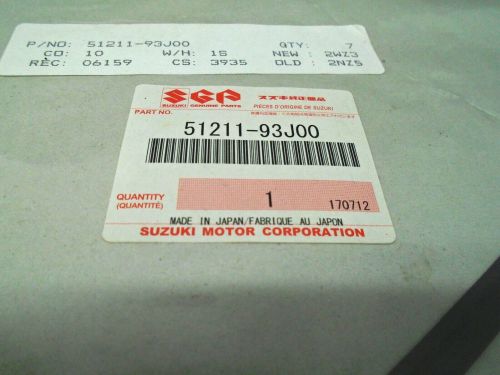 P/NO: 51211-93J00 QTY: 7
CO: 10 W/H: 1S NEW : 2WZ3
REC: 06159 CS: 3935 OLD : 2NZ5
SGP スズキ純正部品
SUZUKI GENUINE PARTS PIÈCES D'ORIGINE DE SUZUKI
PART NO.
51211-93J00
QUANTITY 1 170712
(QUANTITÉ)
MADE IN JAPAN/FABRIQUE AU JAPON
SUZUKI MOTOR CORPORATION